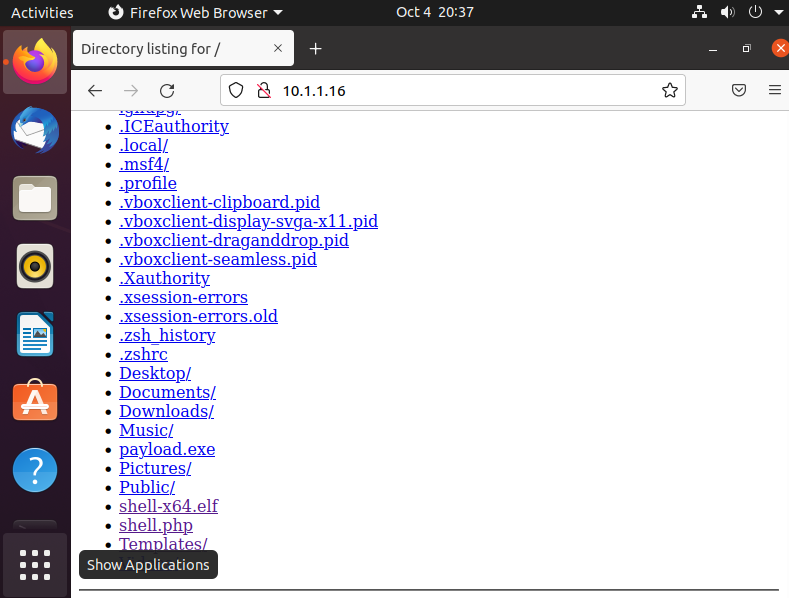 Activities Firefox Web Browser Oct 4 20:37
Directory listing for /
10.1.1.16
.gnupg/
.ICEauthority
.local/
.msf4/
.profile
.vboxclient-clipboard.pid
.vboxclient-display-svga-x11.pid
.vboxclient-draganddrop.pid
.vboxclient-seamless.pid
.Xauthority
.xsession-errors
.xsession-errors.old
.zsh_history
.zshrc
Desktop/
Documents/
Downloads/
Music/
payload.exe
Pictures/
Public/
shell-x64.elf
shell.php
Templates/
Show Applications